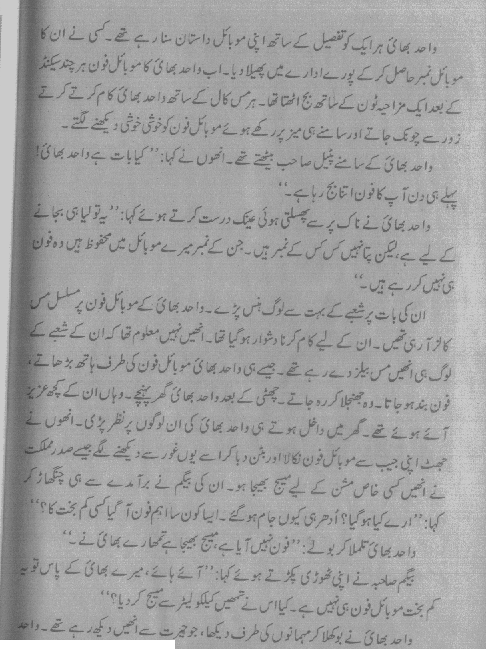 واحد بھائی ہر ایک کو تفصیل کے ساتھ اپنی موبائل داستان سنا رہے تھے۔ کسی نے ان کا
موبائل نمبر حاصل کر کے پورے ادارے میں پھیلا دیا۔ اب واحد بھائی کا موبائل فون ہر چند سیکنڈ
کے بعد ایک مزاحیہ ٹون کے ساتھ بج اٹھتا تھا۔ ہر مس کال کے ساتھ واحد بھائی کام کرتے کرتے
زور سے چونک جاتے اور سامنے ہی میز پر رکھے ہوئے موبائل فون کو خوشی خوشی دیکھنے لگتے۔
واحد بھائی کے سامنے پٹیل صاحب بیٹھتے تھے۔ انھوں نے کہا: ’’کیا بات ہے واحد بھائی!
پہلے ہی دن آپ کا فون اتنا بج رہا ہے۔‘‘
واحد بھائی نے ناک پر سے پھسلتی ہوئی عینک درست کرتے ہوئے کہا: ’’یہ تو لیا ہی بجانے
کے لیے ہے، لیکن پتا نہیں کس کس کے نمبر ہیں۔ جن کے نمبر میرے موبائل میں محفوظ ہیں وہ فون
ہی نہیں کر رہے ہیں۔‘‘
ان کی بات پر شعبے کے بہت سے لوگ ہنس پڑے۔ واحد بھائی کے موبائل فون پر مسلسل مس
کالز آ رہی تھیں۔ ان کے لیے کام کرنا دشوار ہو گیا تھا۔ انھیں نہیں معلوم تھا کہ ان کے شعبے کے
لوگ ہی انھیں مس بیلز دے رہے تھے۔ جیسے ہی واحد بھائی موبائل فون کی طرف ہاتھ بڑھاتے،
فون بند ہو جاتا۔ وہ جھنجلا کر رہ جاتے۔ چھٹی کے بعد واحد بھائی گھر پہنچے۔ وہاں ان کے کچھ عزیز
آئے ہوئے تھے۔ گھر میں داخل ہوتے ہی واحد بھائی کی ان لوگوں پر نظر پڑی۔ انھوں نے
جھٹ اپنی جیب سے موبائل فون نکالا اور بٹن دبا کر اسے یوں غور سے دیکھنے لگے جیسے صدر مملکت
نے انھیں کسی خاص مشن کے لیے میسج بھیجا ہو۔ ان کی بیگم نے برآمدے سے ہی چنگھاڑ کر
کہا: ’’ارے کیا ہو گیا؟ اُدھر ہی کیوں جام ہو گئے۔ ایسا کون سا اہم فون آ گیا کسی کم بخت کا؟‘‘
واحد بھائی تلملا کر بولے: ’’فون نہیں آیا ہے، میسج بھیجا ہے تمھارے بھائی نے۔‘‘
بیگم صاحبہ نے اپنی ٹھوڑی پکڑتے ہوئے کہا: ’’آئے ہائے، میرے بھائی کے پاس تو یہ
کم بخت موبائل فون ہی نہیں ہے۔ کیا اس نے تمھیں کیلکولیٹر سے میسج کر دیا؟‘‘
واحد بھائی نے بوکھلا کر مہمانوں کی طرف دیکھا، جو حیرت سے انھیں دیکھ رہے تھے۔ واحد